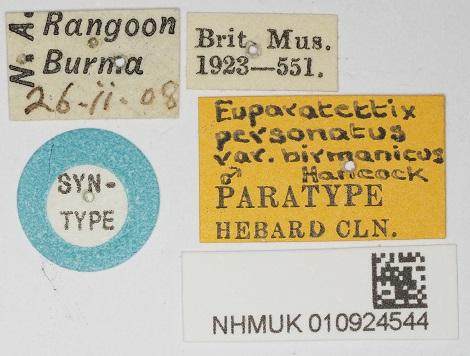 N. A. Rangoon
Burma
26-ii-08
Brit. Mus.
1923—551.
SYN-
TYPE
Euparatettix
personatus
var. birmanicus
♂ Hancock
PARATYPE
HEBARD CLN.
NHMUK 010924544